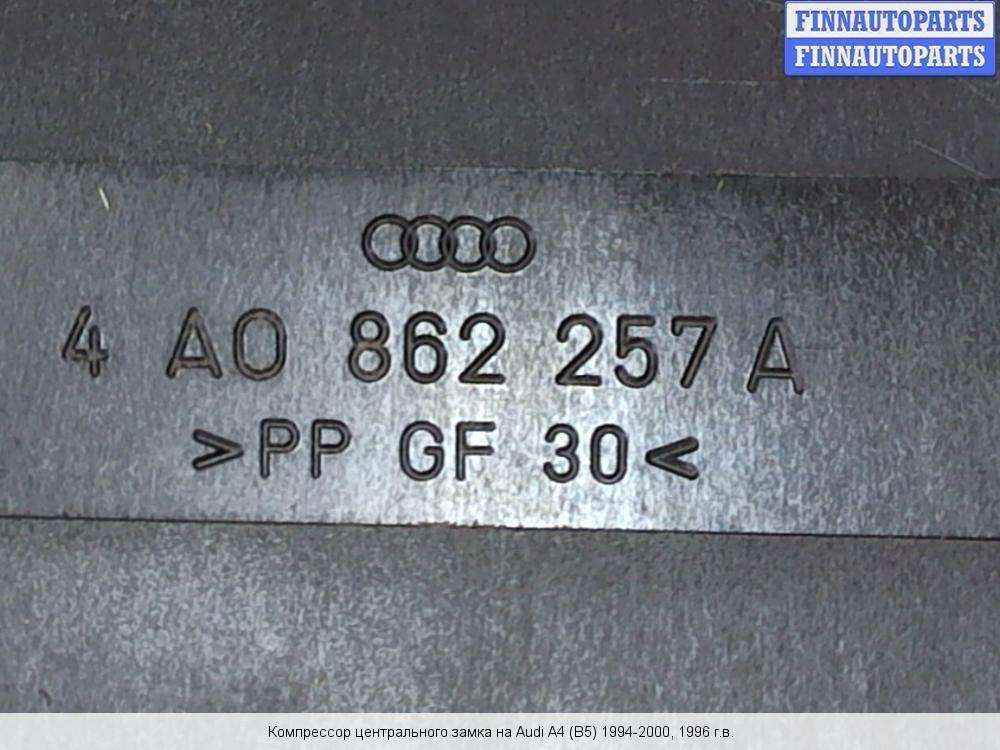 FINNAUTOPARTS
FINNAUTOPARTS
4 A0 862 257 A
>PP GF 30<
Компрессор центрального замка на Audi A4 (B5) 1994-2000, 1996 г.в.